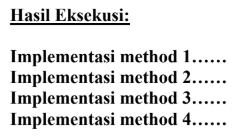 Hasil Eksekusi:
Implementasi method 1......
Implementasi method 2......
Implementasi method 3......
Implementasi method 4......